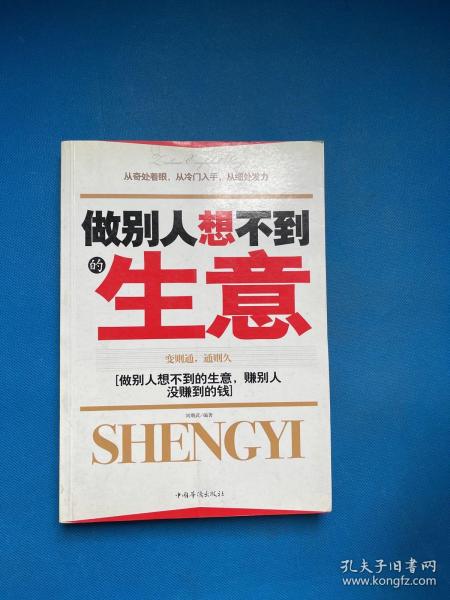 从奇处着眼，从冷门入手，从细处发力
做别人想不到
的生意
变则通，通则久
[做别人想不到的生意，赚别人
没赚到的钱]
SHENGYI
中国华侨出版社
孔夫子旧书网
www.kongfz.com